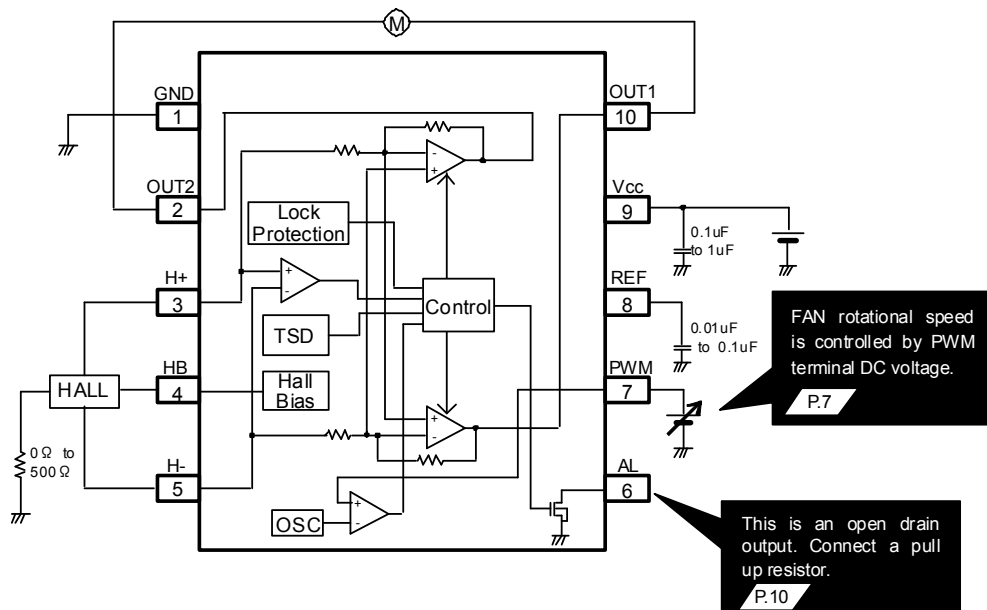 M
GND
1
OUT2
2
H+
3
HALL
HB
4
0Ω to
500Ω
H-
5
Lock
Protection
+
-
TSD
Hall
Bias
OSC
+
-
-
+
Control
+
-
OUT1
10
Vcc
9
0.1uF
to 1uF
REF
8
0.01uF
to 0.1uF
PWM
7
AL
6
FAN rotational speed
is controlled by PWM
terminal DC voltage.
P.7
This is an open drain
output. Connect a pull
up resistor.
P.10